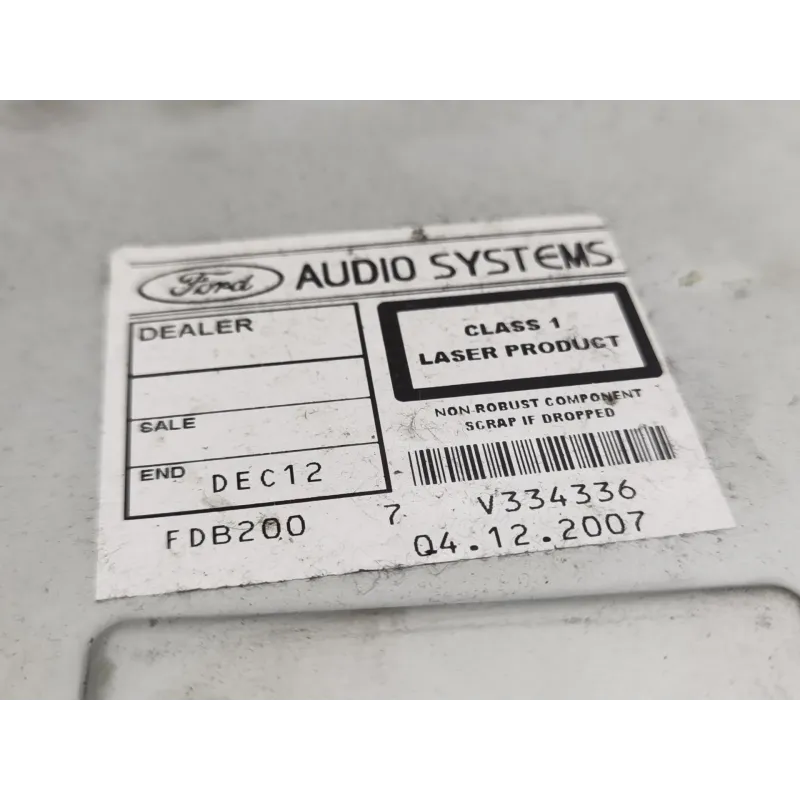 Ford AUDIO SYSTEMS
DEALER
CLASS 1
LASER PRODUCT
NON-ROBUST COMPONENT
SCRAP IF DROPPED
SALE
END DEC12
FDB200 7 V334336
04.12.2007